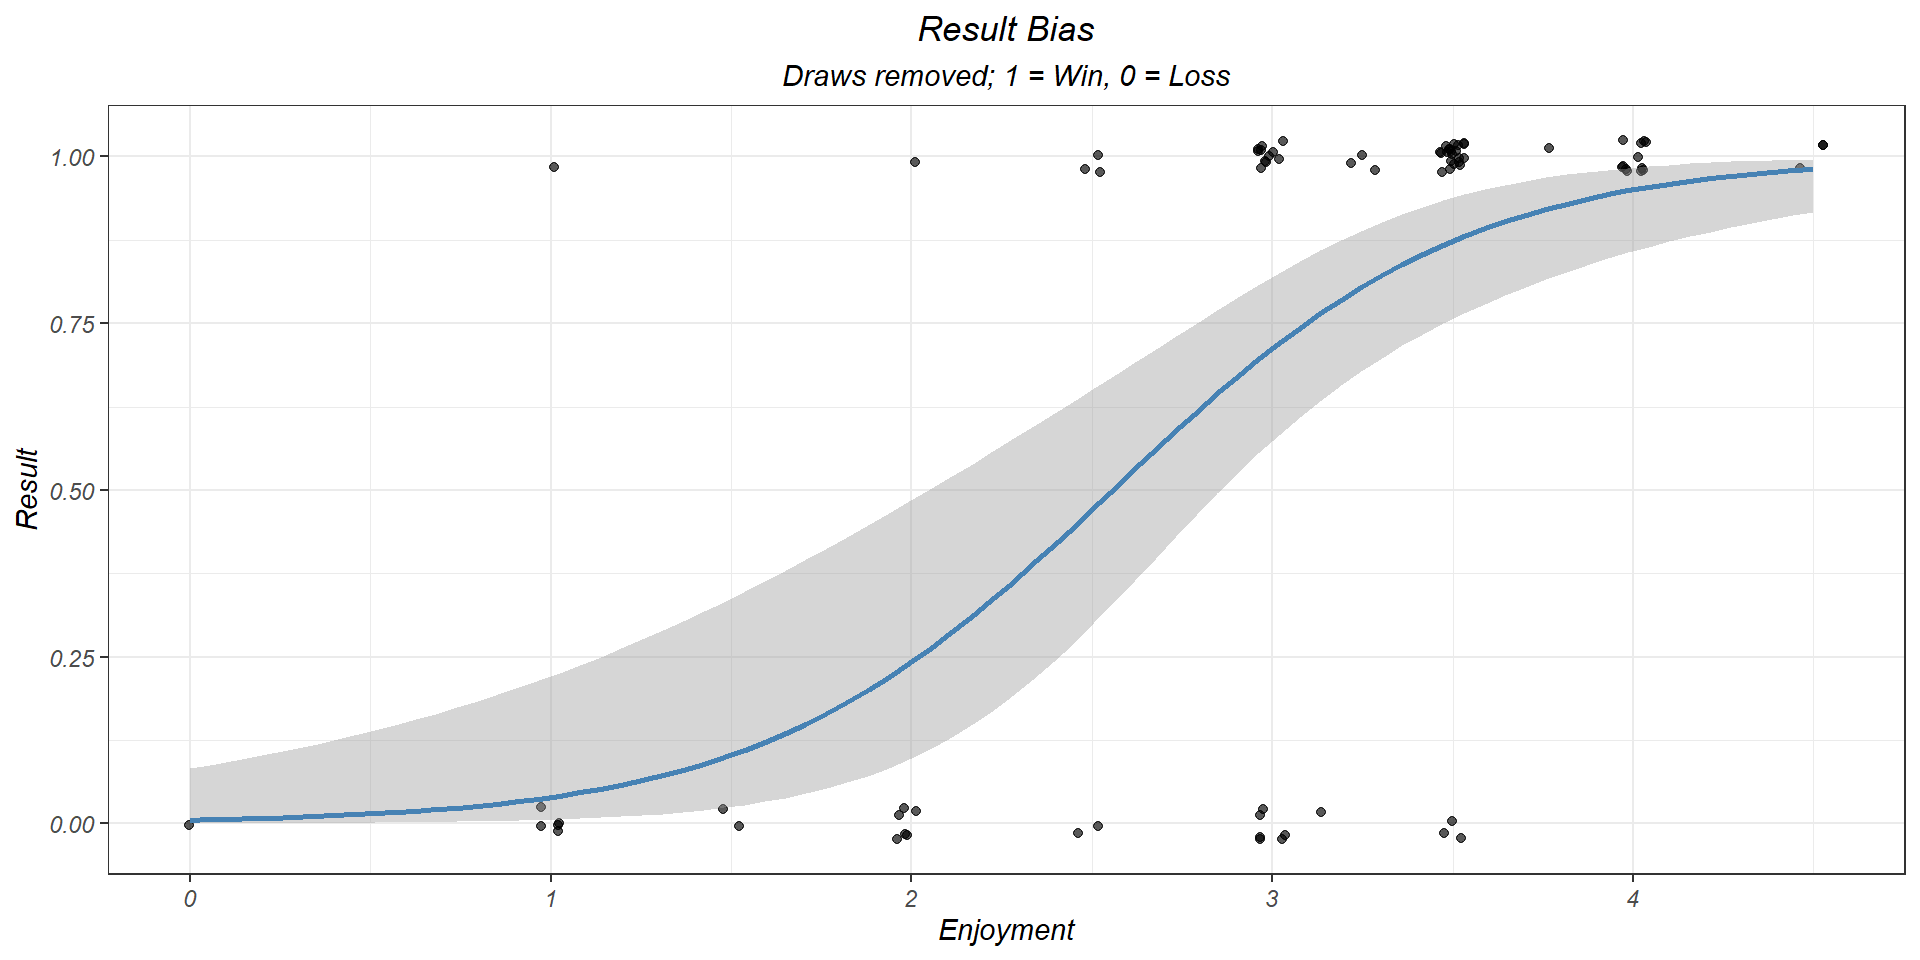 Result Bias
Draws removed; 1 = Win, 0 = Loss
1.00
0.75
0.50
0.25
0.00
Result
0 1 2 3 4
Enjoyment